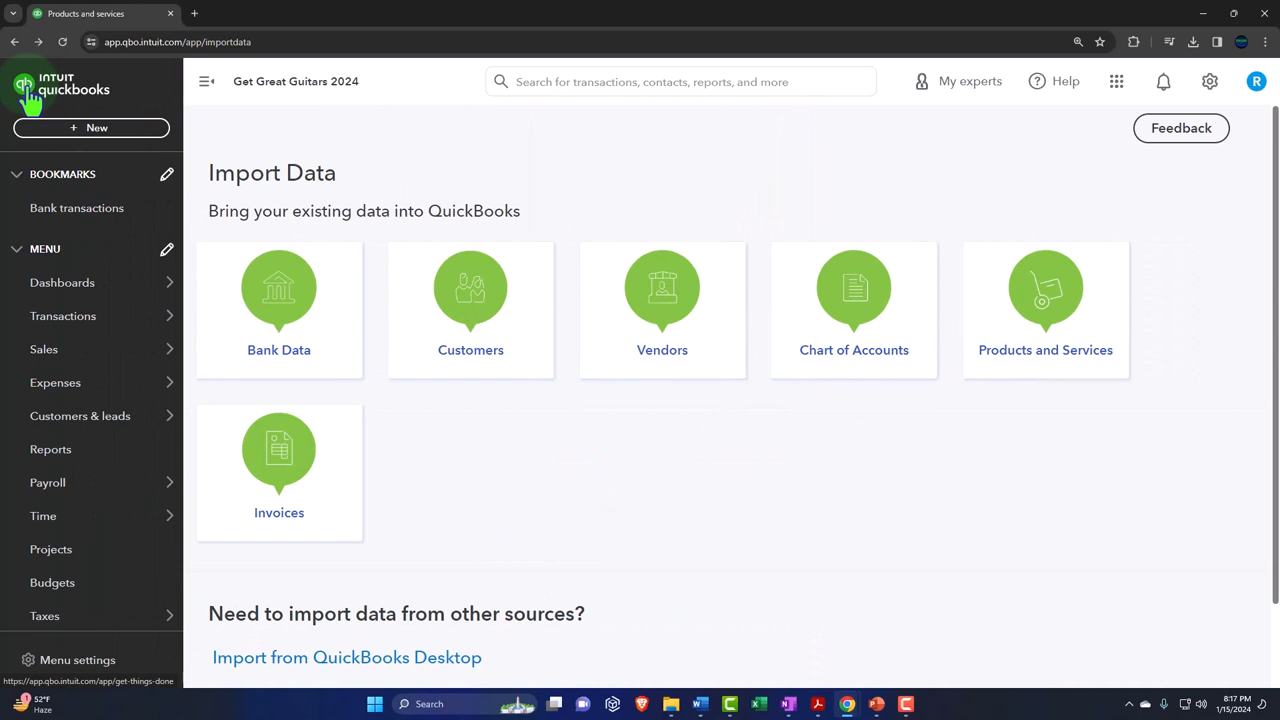 Products and services
app.qbo.intuit.com/app/importdata
INTUIT
quickbooks
Get Great Guitars 2024
Search for transactions, contacts, reports, and more
My experts
Help
R
+ New
Feedback
BOOKMARKS
Bank transactions
MENU
Dashboards
Transactions
Sales
Expenses
Customers & leads
Reports
Payroll
Time
Projects
Budgets
Taxes
Menu settings
Import Data
Bring your existing data into QuickBooks
Bank Data
Customers
Vendors
Chart of Accounts
Products and Services
Invoices
Need to import data from other sources?
Import from QuickBooks Desktop
https://app.qbo.intuit.com/app/get-things-done
1
52°F
Haze
Search
8:17 PM
1/15/2024